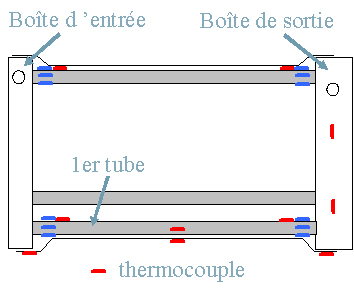 Boîte d 'entrée
Boîte de sortie
1er tube
thermocouple